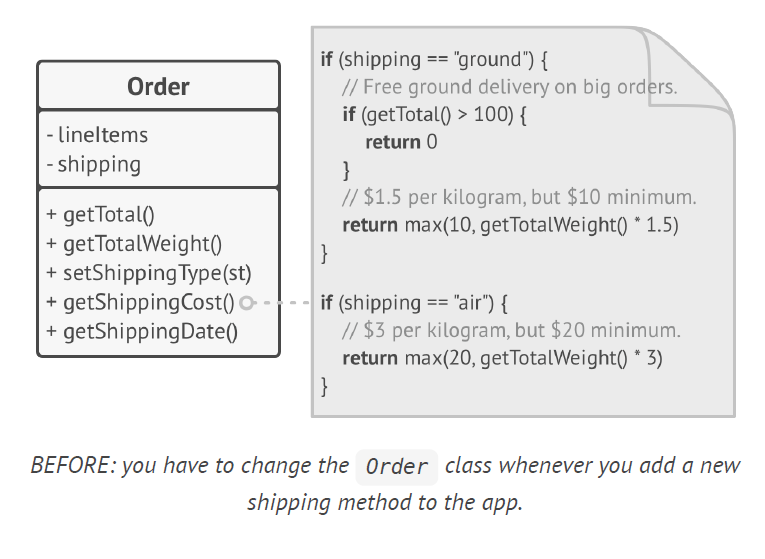 Order
- lineItems
- shipping
+ getTotal()
+ getTotalWeight()
+ setShippingType(st)
+ getShippingCost()
+ getShippingDate()
if (shipping == "ground") {
// Free ground delivery on big orders.
if (getTotal() > 100) {
return 0
}
// $1.5 per kilogram, but $10 minimum.
return max(10, getTotalWeight() * 1.5)
}
if (shipping == "air") {
// $3 per kilogram, but $20 minimum.
return max(20, getTotalWeight() * 3)
}
BEFORE: you have to change the Order class whenever you add a new
shipping method to the app.